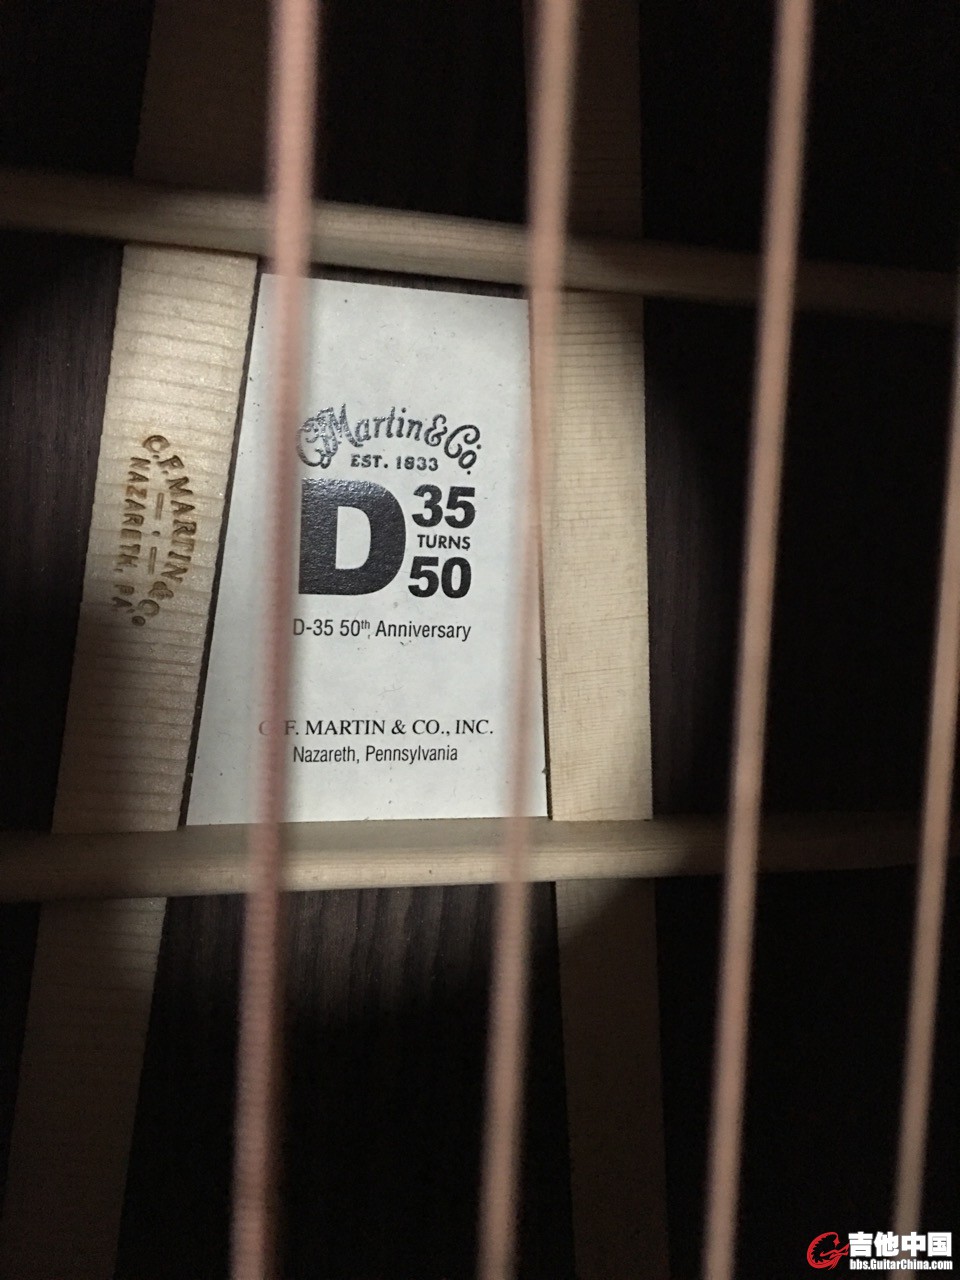 C.F. MARTIN & Co
NAZARETH, PA
CF Martin & Co.
EST. 1833
D
35
TURNS
50
D-35 50th Anniversary
C. F. MARTIN & CO., INC.
Nazareth, Pennsylvania
吉他中国
bbs.GuitarChina.com